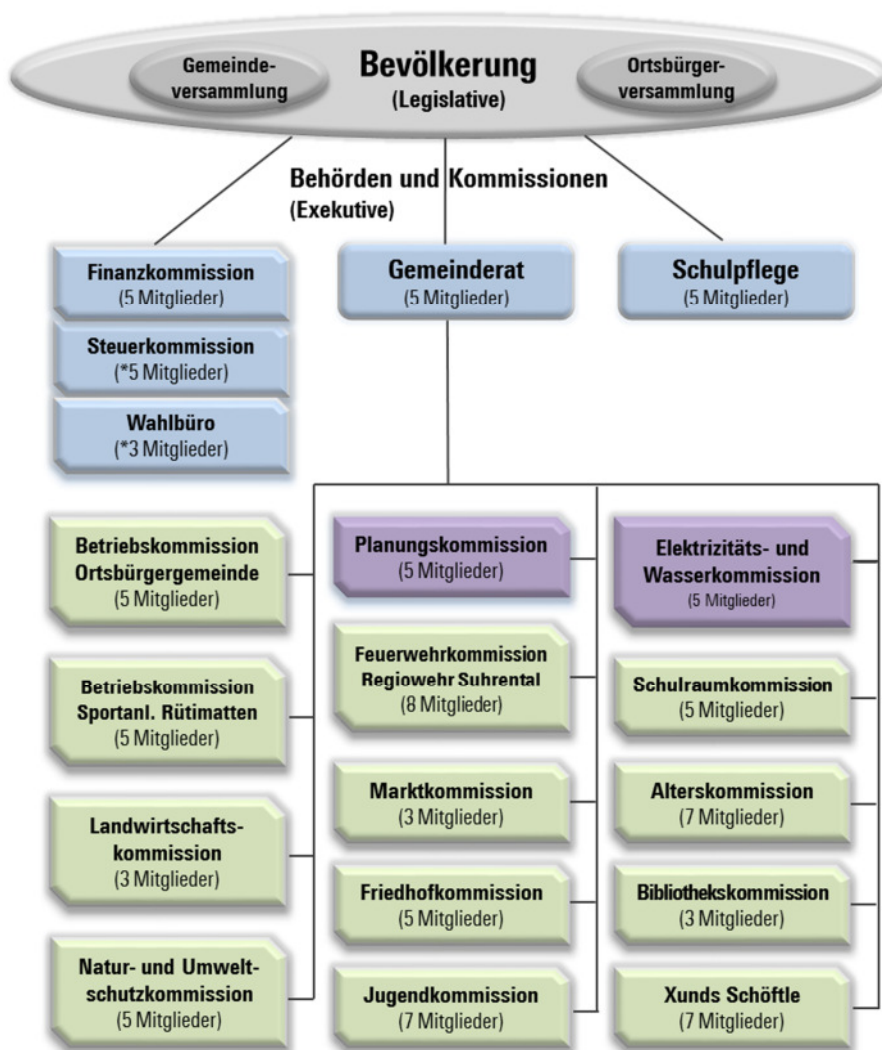 Gemeinde-
versammlung
Bevölkerung
(Legislative)
Ortsbürger-
versammlung
Behörden und Kommissionen
(Exekutive)
Finanzkommission
(5 Mitglieder)
Gemeinderat
(5 Mitglieder)
Schulpflege
(5 Mitglieder)
Steuerkommission
(*5 Mitglieder)
Wahlbüro
(*3 Mitglieder)
Betriebskommission
Ortsbürgergemeinde
(5 Mitglieder)
Planungskommission
(5 Mitglieder)
Elektrizitäts- und
Wasserkommission
(5 Mitglieder)
Betriebskommission
Sportanl. Rütimatten
(5 Mitglieder)
Feuerwehrkommission
Regiowehr Suhrental
(8 Mitglieder)
Schulraumkommission
(5 Mitglieder)
Landwirtschafts-
kommission
(3 Mitglieder)
Marktkommission
(3 Mitglieder)
Alterskommission
(7 Mitglieder)
Natur- und Umwelt-
schutzkommission
(5 Mitglieder)
Friedhofkommission
(5 Mitglieder)
Bibliothekskommission
(3 Mitglieder)
Jugendkommission
(7 Mitglieder)
Xunds Schöftle
(7 Mitglieder)